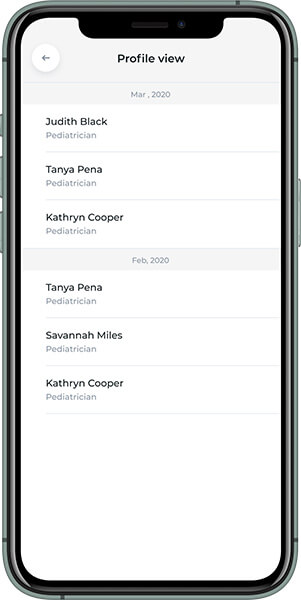 Profile view
Mar , 2020
Judith Black
Pediatrician
Tanya Pena
Pediatrician
Kathryn Cooper
Pediatrician
Feb, 2020
Tanya Pena
Pediatrician
Savannah Miles
Pediatrician
Kathryn Cooper
Pediatrician